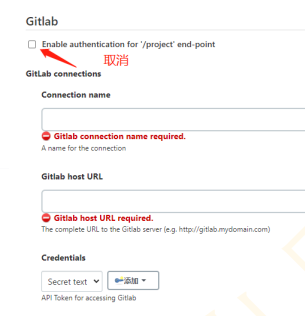 Gitlab
Enable authentication for '/project' end-point
取消
GitLab connections
Connection name
Gitlab connection name required.
A name for the connection
Gitlab host URL
Gitlab host URL required.
The complete URL to the Gitlab server (e.g. http://gitlab.mydomain.com)
Credentials
Secret text 添加
API Token for accessing Gitlab